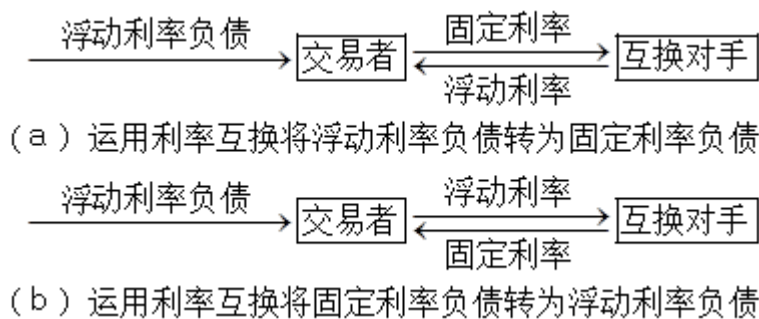 固定利率
浮动利率负债
交易者
互换对手
浮动利率
(a)运用利率互换将浮动利率负债转为固定利率负债
浮动利率
浮动利率负债
交易者
互换对手
固定利率
(b)运用利率互换将固定利率负债转为浮动利率负债